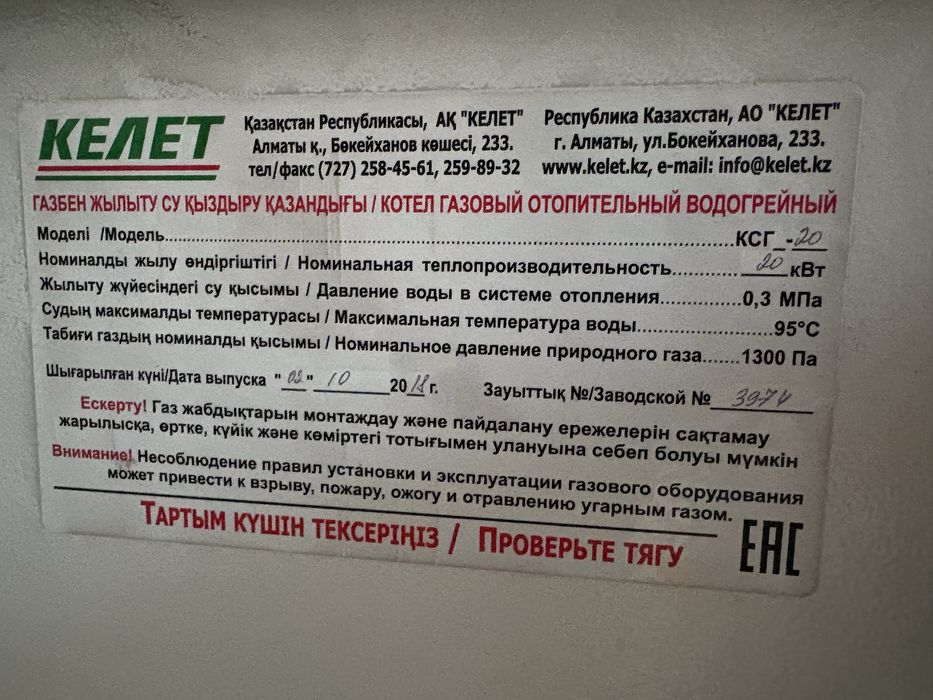 КЕЛЕТ
Қазақстан Республикасы, АҚ "КЕЛЕТ"
Алматы қ., Бөкейханов көшесі, 233.
тел/факс (727) 258-45-61, 259-89-32
Республика Казахстан, АО "КЕЛЕТ"
г. Алматы, ул.Бокейханова, 233.
www.kelet.kz, e-mail: info@kelet.kz
ГАЗБЕН ЖЫЛЫТУ СУ ҚЫЗДЫРУ ҚАЗАНДЫҒЫ / КОТЕЛ ГАЗОВЫЙ ОТОПИТЕЛЬНЫЙ ВОДОГРЕЙНЫЙ
Моделі /Модель....................КСГ_-20
Номиналды жылу өндіргіштігі / Номинальная теплопроизводительность............20 кВт
Жылыту жүйесіндегі су қысымы / Давление воды в системе отопления...............0,3 МПа
Судың максималды температурасы / Максимальная температура воды....................95°С
Табиғи газдың номиналды қысымы / Номинальное давление природного газа.......1300 Па
Шығарылған күні/Дата выпуска "02" 10 2018 г. Зауыттық №/Заводской № 3974
Ескерту! Газ жабдықтарын монтаждау және пайдалану ережелерін сақтамау
жарылысқа, өртке, күйік және көміртегі тотығымен улануына себеп болуы мүмкін
Внимание! Несоблюдение правил установки и эксплуатации газового оборудования
может привести к взрыву, пожару, ожогу и отравлению угарным газом.
ТАРТЫМ КҮШІН ТЕКСЕРІҢІЗ / ПРОВЕРЬТЕ ТЯГУ
ЕАС